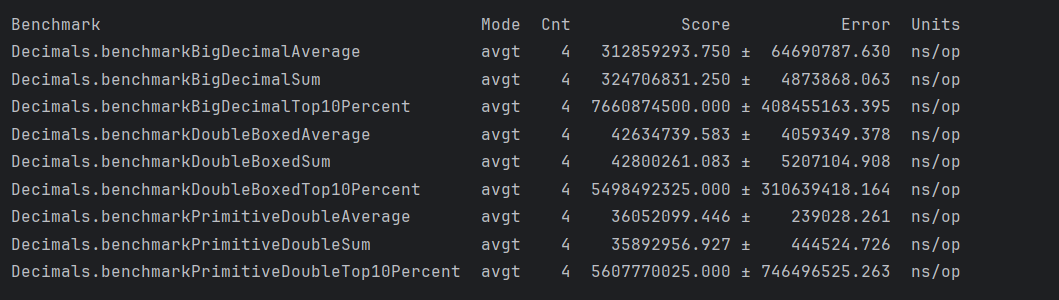 Benchmark Mode Cnt Score Error Units
Decimals.benchmarkBigDecimalAverage avgt 4 312859293.750 ± 64690787.630 ns/op
Decimals.benchmarkBigDecimalSum avgt 4 324706831.250 ± 4873868.063 ns/op
Decimals.benchmarkBigDecimalTop10Percent avgt 4 7660874500.000 ± 408455163.395 ns/op
Decimals.benchmarkDoubleBoxedAverage avgt 4 42634739.583 ± 4059349.378 ns/op
Decimals.benchmarkDoubleBoxedSum avgt 4 42800261.083 ± 5207104.908 ns/op
Decimals.benchmarkDoubleBoxedTop10Percent avgt 4 5498492325.000 ± 310639418.164 ns/op
Decimals.benchmarkPrimitiveDoubleAverage avgt 4 36052099.446 ± 239028.261 ns/op
Decimals.benchmarkPrimitiveDoubleSum avgt 4 35892956.927 ± 444524.726 ns/op
Decimals.benchmarkPrimitiveDoubleTop10Percent avgt 4 5607770025.000 ± 746496525.263 ns/op